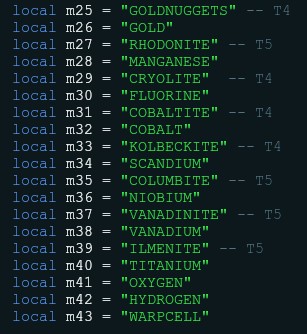 local m25 = "GOLDNUGGETS" -- T4
local m26 = "GOLD"
local m27 = "RHODONITE" -- T5
local m28 = "MANGANESE"
local m29 = "CRYOLITE"  -- T4
local m30 = "FLUORINE"
local m31 = "COBALTITE" -- T4
local m32 = "COBALT"
local m33 = "KOLBECKITE" -- T4
local m34 = "SCANDIUM"
local m35 = "COLUMBITE" -- T5
local m36 = "NIOBIUM"
local m37 = "VANADINITE" -- T5
local m38 = "VANADIUM"
local m39 = "ILMENITE" -- T5
local m40 = "TITANIUM"
local m41 = "OXYGEN"
local m42 = "HYDROGEN"
local m43 = "WARPCELL"